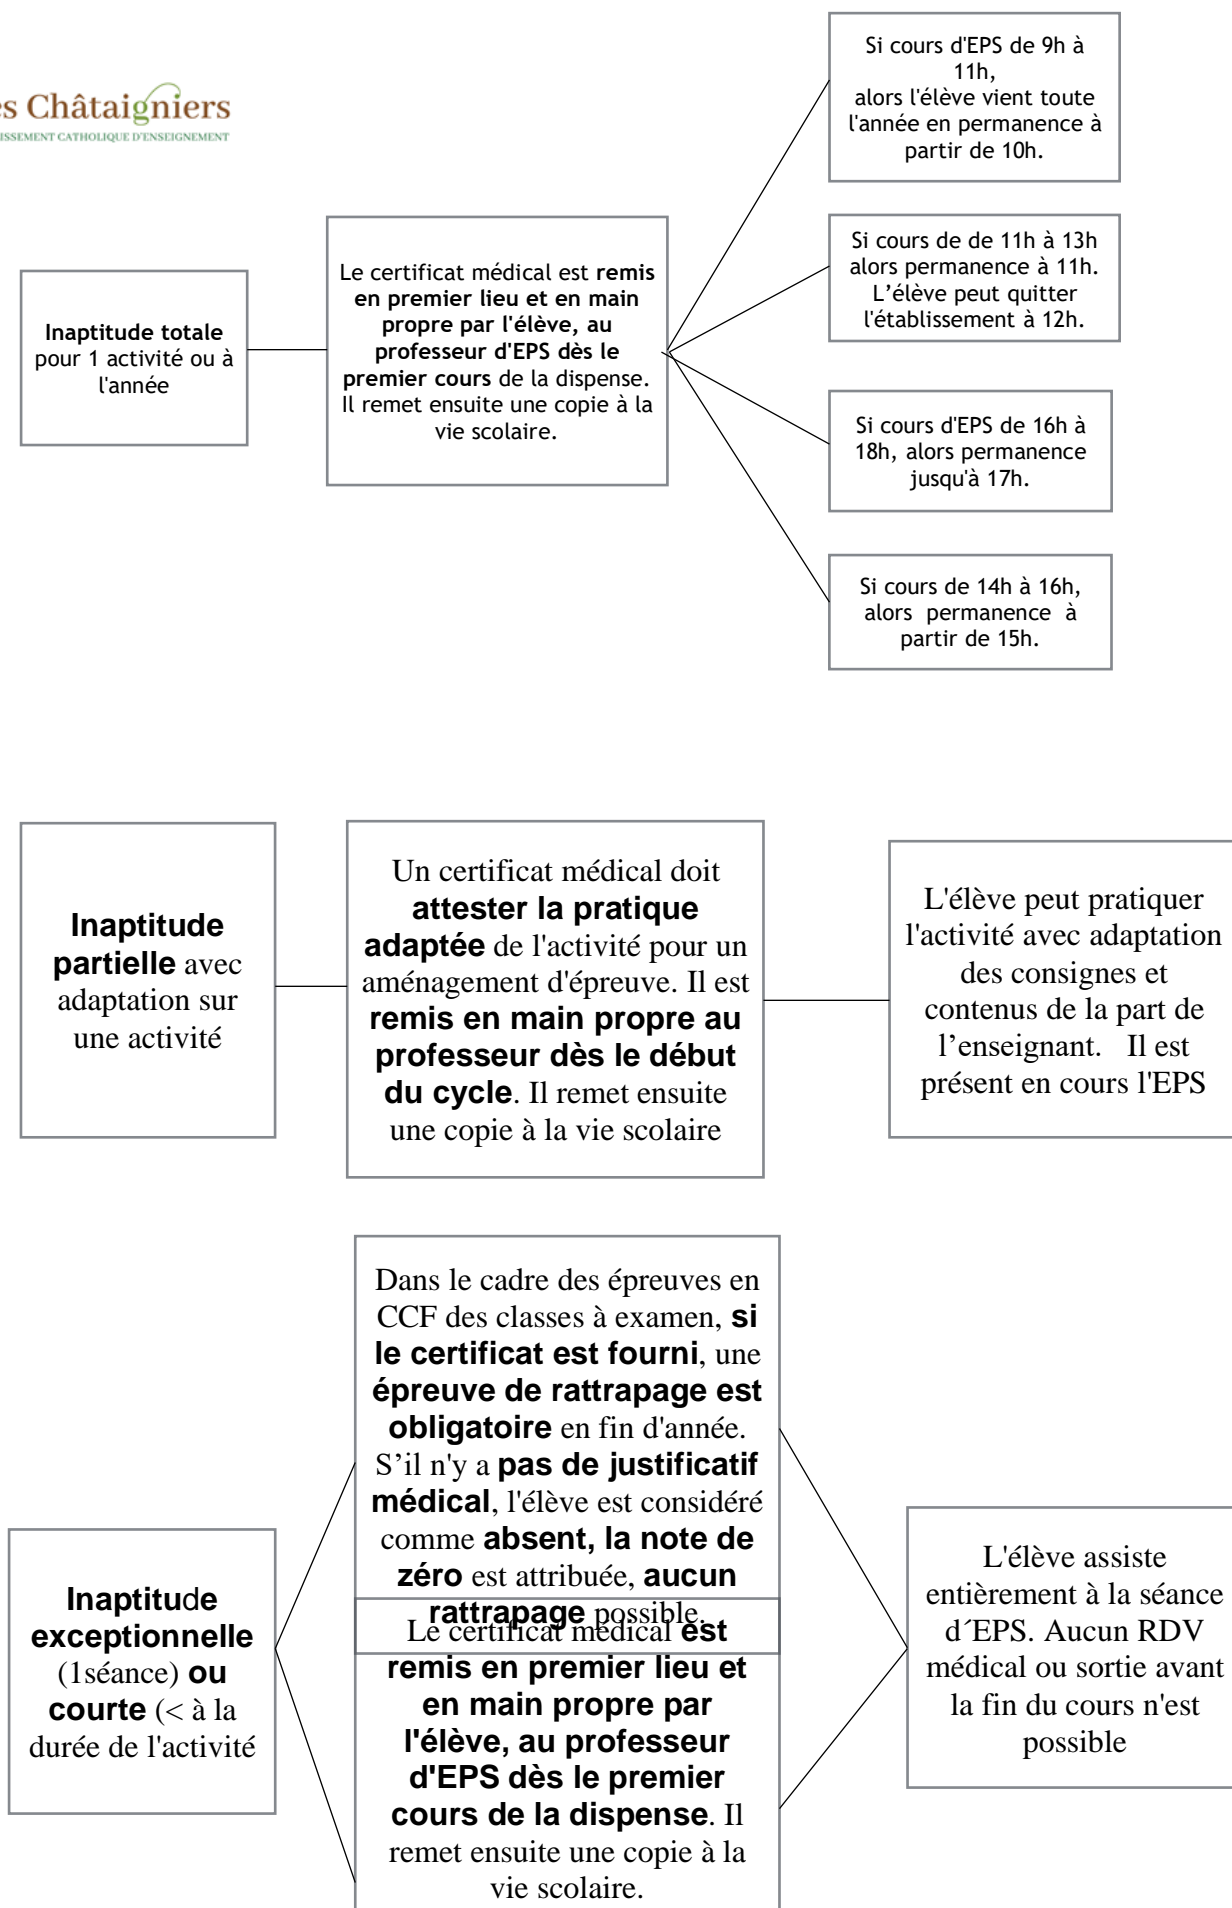 es Châtaigniers
ISSEMENT CATHOLIQUE D'ENSEIGNEMENT
Inaptitude totale
pour 1 activité ou à
l'année
Le certificat médical est remis
en premier lieu et en main
propre par l'élève, au
professeur d'EPS dès le
premier cours de la dispense.
Il remet ensuite une copie à la
vie scolaire.
Si cours d'EPS de 9h à
11h,
alors l'élève vient toute
l'année en permanence à
partir de 10h.
Si cours de de 11h à 13h
alors permanence à 11h.
L’élève peut quitter
l'établissement à 12h.
Si cours d'EPS de 16h à
18h, alors permanence
jusqu'à 17h.
Si cours de 14h à 16h,
alors permanence à
partir de 15h.
Inaptitude
partielle avec
adaptation sur
une activité
Un certificat médical doit
attester la pratique
adaptée de l'activité pour un
aménagement d'épreuve. Il est
remis en main propre au
professeur dès le début
du cycle. Il remet ensuite
une copie à la vie scolaire
L'élève peut pratiquer
l'activité avec adaptation
des consignes et
contenus de la part de
l’enseignant. Il est
présent en cours l'EPS
Inaptitude
exceptionnelle
(1séance) ou
courte (< à la
durée de l'activité
Dans le cadre des épreuves en
CCF des classes à examen, si
le certificat est fourni, une
épreuve de rattrapage est
obligatoire en fin d'année.
S’il n'y a pas de justificatif
médical, l'élève est considéré
comme absent, la note de
zéro est attribuée, aucun
rattrapage possible.
Le certificat médical est
remis en premier lieu et
en main propre par
l'élève, au professeur
d'EPS dès le premier
cours de la dispense. Il
remet ensuite une copie à la
vie scolaire.
L'élève assiste
entièrement à la séance
d´EPS. Aucun RDV
médical ou sortie avant
la fin du cours n'est
possible